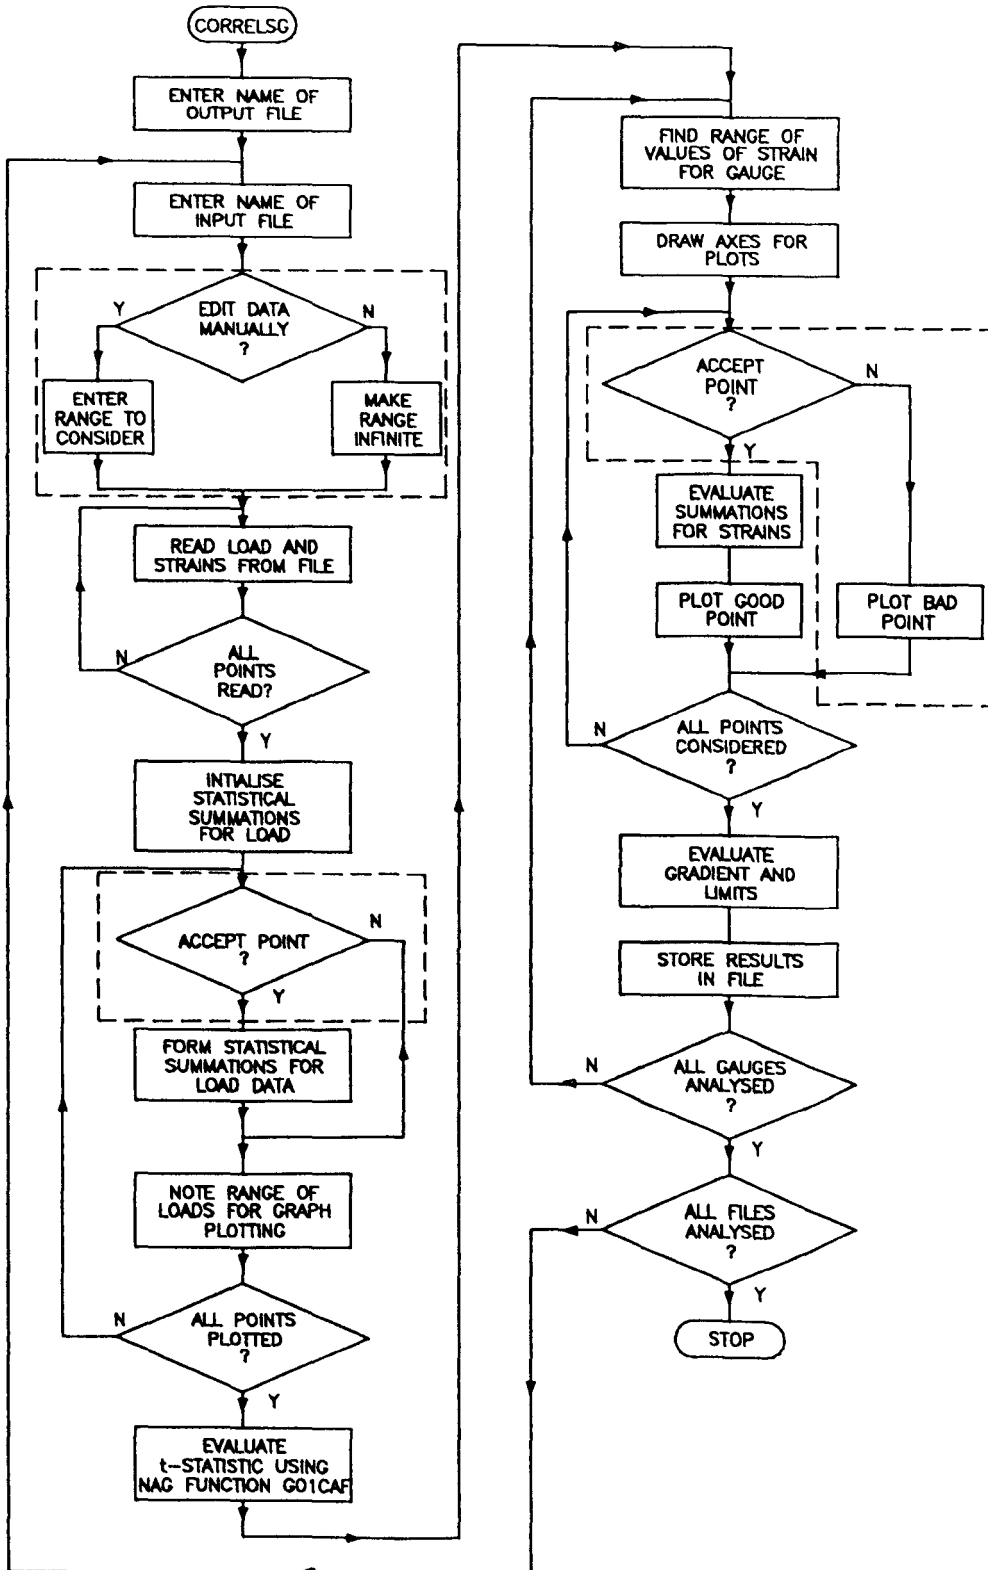 CORRELSG
ENTER NAME OF
OUTPUT FILE
ENTER NAME OF
INPUT FILE
Y
EDIT DATA
MANUALLY
?
N
ENTER
RANGE TO
CONSIDER
MAKE
RANGE
INFINITE
READ LOAD AND
STRAINS FROM FILE
N
ALL
POINTS
READ?
Y
INTIALISE
STATISTICAL
SUMMATIONS
FOR LOAD
ACCEPT POINT
?
N
Y
FORM STATISTICAL
SUMMATIONS FOR
LOAD DATA
NOTE RANGE OF
LOADS FOR GRAPH
PLOTTING
N
ALL POINTS
PLOTTED
?
Y
EVALUATE
t-STATISTIC USING
NAG FUNCTION G01CAF
FIND RANGE OF
VALUES OF STRAIN
FOR GAUGE
DRAW AXES FOR
PLOTS
ACCEPT
POINT
?
N
Y
EVALUATE
SUMMATIONS
FOR STRAINS
PLOT GOOD
POINT
PLOT BAD
POINT
N
ALL POINTS
CONSIDERED
?
Y
EVALUATE
GRADIENT AND
LIMITS
STORE RESULTS
IN FILE
N
ALL GAUGES
ANALYSED
?
Y
N
ALL FILES
ANALYSED
?
Y
STOP